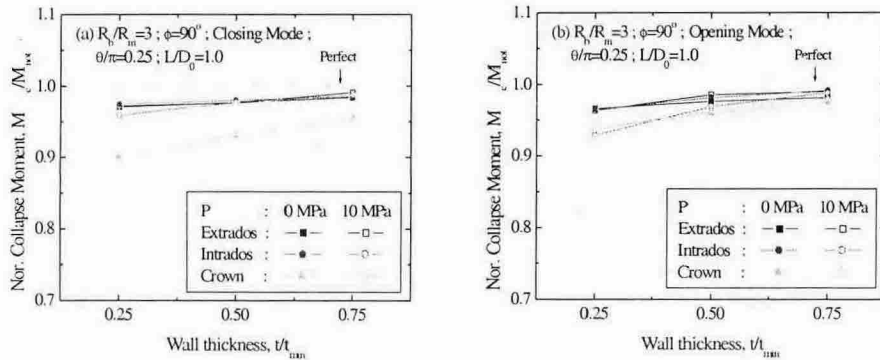 1.1
(a) R_b/R_m=3 ; ϕ=90° ; Closing Mode ;
θ/π=0.25 ; L/D_0=1.0
Perfect
1.0
0.9
0.8
0.7
Nor. Collapse Moment, M_c/M_not
P : 0 MPa 10 MPa
Extrados :
Intrados :
Crown :
0.25 0.50 0.75
Wall thickness, t/t_min
1.1
(b) R_b/R_m=3 ; ϕ=90° ; Opening Mode ;
θ/π=0.25 ; L/D_0=1.0
Perfect
1.0
0.9
0.8
0.7
Nor. Collapse Moment, M_c/M_not
P : 0 MPa 10 MPa
Extrados :
Intrados :
Crown :
0.25 0.50 0.75
Wall thickness, t/t_min